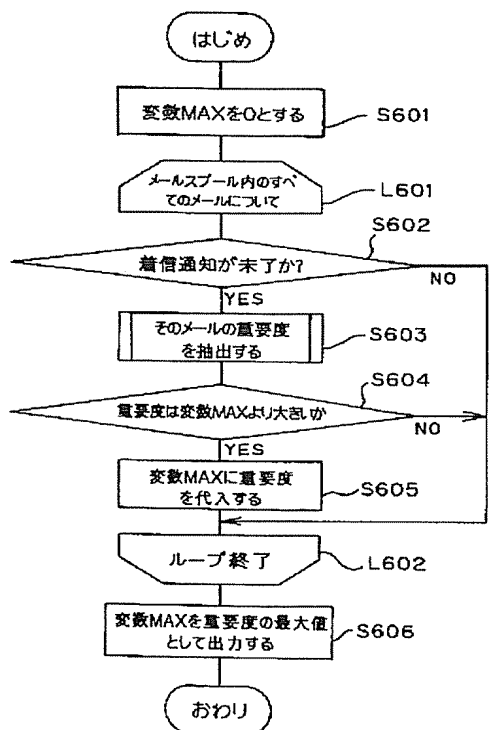 はじめ
変数MAXを0とする
S601
メールスプール内のすべ
てのメールについて
L601
S602
着信通知が未了か?
NO
YES
そのメールの重要度
を抽出する
S603
S604
重要度は変数MAXより大きいか
NO
YES
変数MAXに重要度
を代入する
S605
ループ終了
L602
変数MAXを重要度の最大値
として出力する
S606
おわり